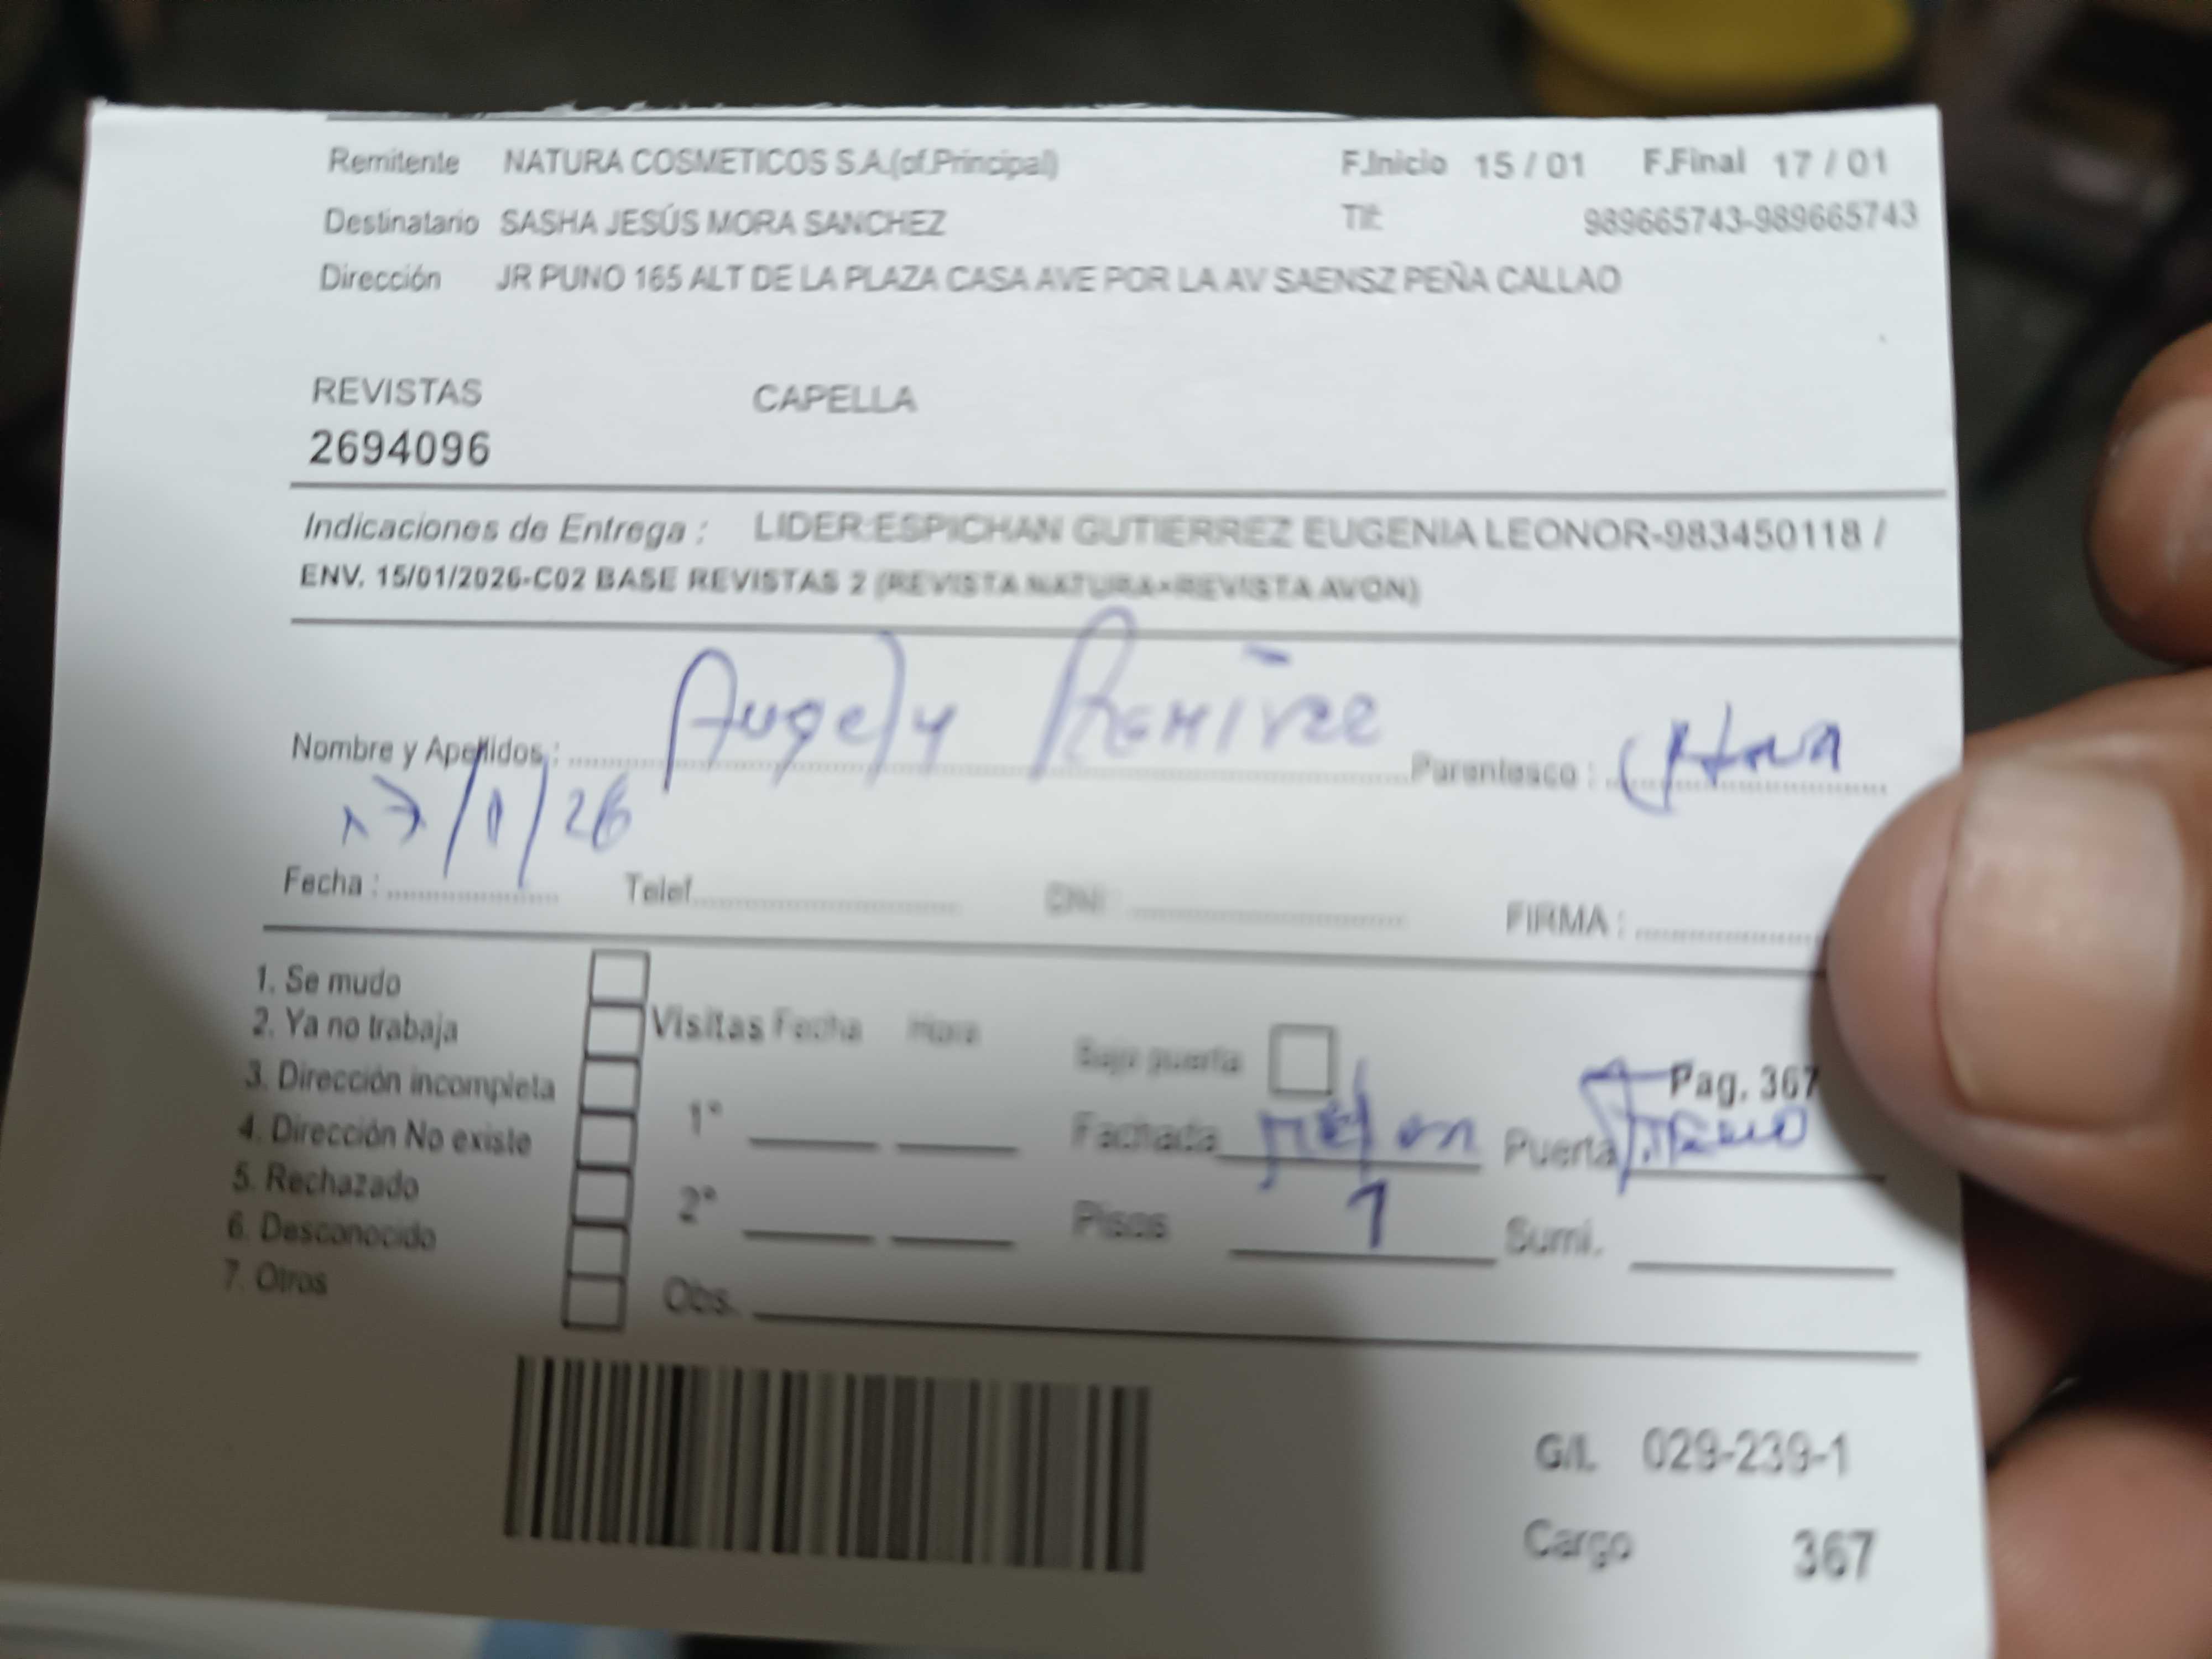 Remitente NATURA COSMETICOS S.A.(of.Principal) F.Inicio 15 / 01 F.Final 17 / 01
Destinatario SASHA JESÚS MORA SANCHEZ Tlf: 989665743-989665743
Dirección JR PUNO 165 ALT DE LA PLAZA CASA AVE POR LA AV SAENSZ PEÑA CALLAO
REVISTAS CAPELLA
2694096
Indicaciones de Entrega : LIDER:ESPICHAN GUTIERREZ EUGENIA LEONOR-983450118 /
ENV. 15/01/2026-C02 BASE REVISTAS 2 (REVISTA NATURA+REVISTA AVON)
Nombre y Apellidos : Angely Ramirez Parentesco :
17/1/26
Fecha : Telef. DNI: FIRMA :
1. Se mudo
2. Ya no trabaja Visitas Fecha Hora Bajo puerta
3. Dirección incompleta Pag. 367
4. Dirección No existe 1° Fachada Puerta
5. Rechazado
6. Desconocido 2° Pisos 1 Sumi.
7. Otros Obs.
G/L 029-239-1
Cargo 367